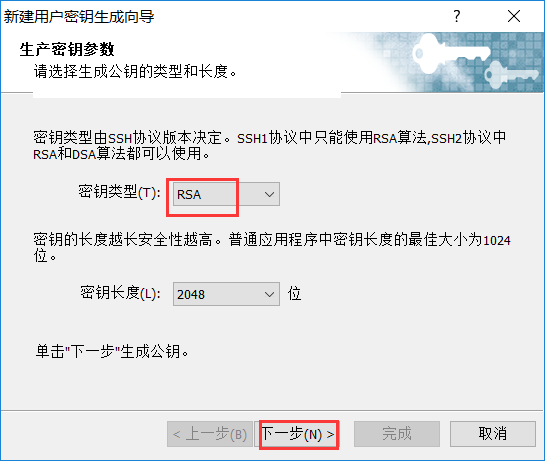 新建用户密钥生成向导 ?
生产密钥参数
请选择生成公钥的类型和长度。
密钥类型由SSH协议版本决定。SSH1协议中只能使用RSA算法,SSH2协议中
RSA和DSA算法都可以使用。
密钥类型(T): RSA
密钥的长度越长安全性越高。普通应用程序中密钥长度的最佳大小为1024
位。
密钥长度(L): 2048 位
单击"下一步"生成公钥。
< 上一步(B) 下一步(N) > 完成 取消